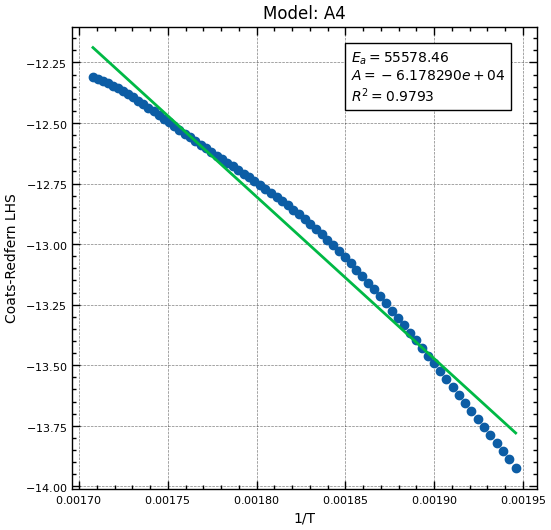 Model: A4
E_a = 55578.46
A = −6.178290e + 04
R² = 0.9793
−12.25
−12.50
−12.75
−13.00
−13.25
−13.50
−13.75
−14.00
Coats-Redfern LHS
0.00170 0.00175 0.00180 0.00185 0.00190 0.00195
1/T